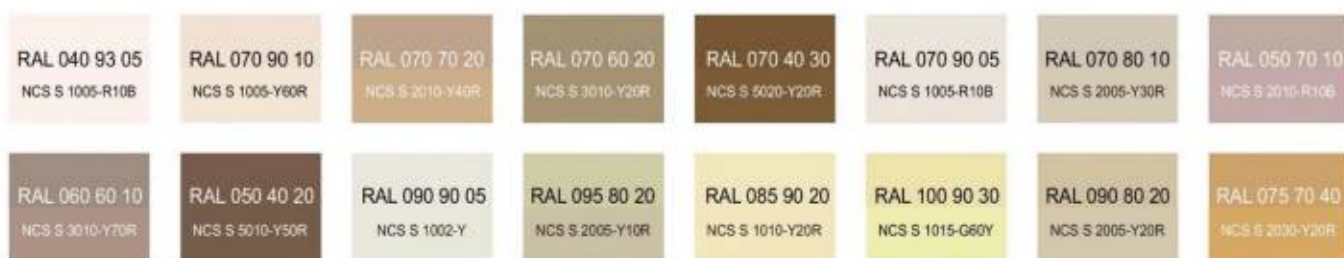 RAL 040 93 05
NCS S 1005-R10B
RAL 070 90 10
NCS S 1005-Y60R
RAL 070 70 20
NCS S 2010-Y40R
RAL 070 60 20
NCS S 3010-Y20R
RAL 070 40 30
NCS S 5020-Y20R
RAL 070 90 05
NCS S 1005-R10B
RAL 070 80 10
NCS S 2005-Y30R
RAL 050 70 10
NCS S 2010-R10B
RAL 060 60 10
NCS S 3010-Y70R
RAL 050 40 20
NCS S 5010-Y50R
RAL 090 90 05
NCS S 1002-Y
RAL 095 80 20
NCS S 2005-Y10R
RAL 085 90 20
NCS S 1010-Y20R
RAL 100 90 30
NCS S 1015-G60Y
RAL 090 80 20
NCS S 2005-Y20R
RAL 075 70 40
NCS S 2030-Y20R